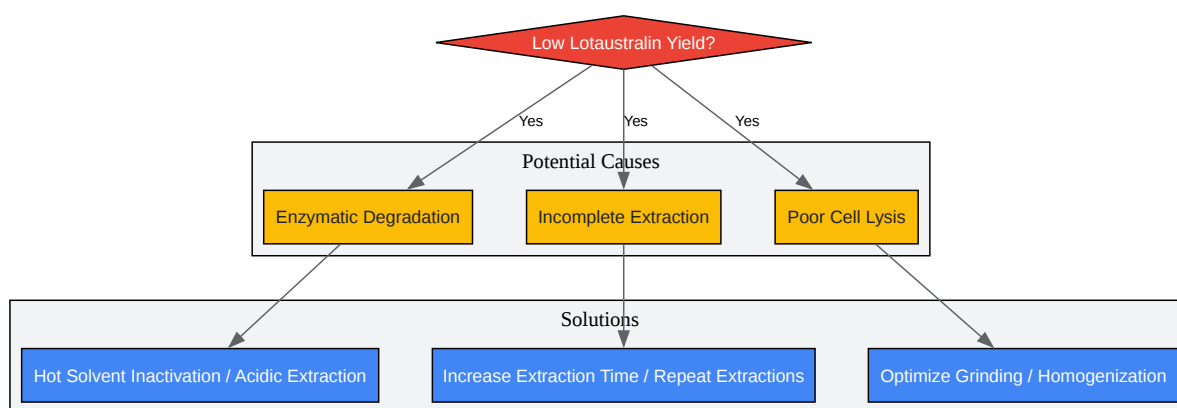 Low Lotaustralin Yield?
Yes
Yes
Yes
Potential Causes
Enzymatic Degradation
Incomplete Extraction
Poor Cell Lysis
Solutions
Hot Solvent Inactivation / Acidic Extraction
Increase Extraction Time / Repeat Extractions
Optimize Grinding / Homogenization